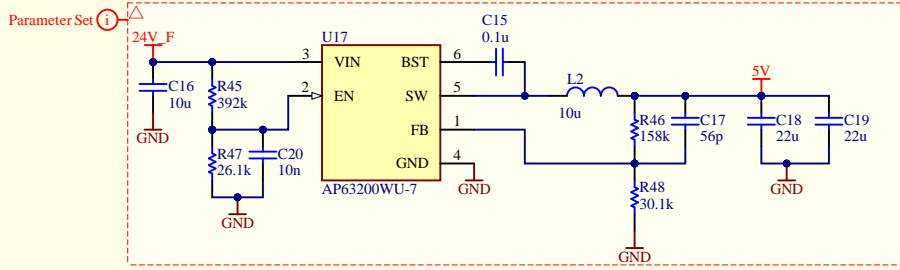 Parameter Set i
24V_F
C16
10u
GND
R45
392k
R47
26.1k
C20
10n
GND
U17
3 VIN
2 EN
BST 6
SW 5
FB 1
GND 4
AP63200WU-7
GND
C15
0.1u
L2
10u
R46
158k
C17
56p
R48
30.1k
GND
5V
C18
22u
C19
22u
GND